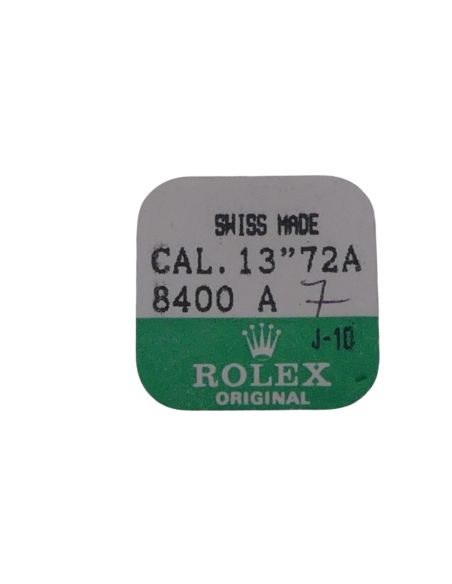 SWISS MADE
CAL. 13”72A
8400 A 7
J-10
ROLEX
ORIGINAL